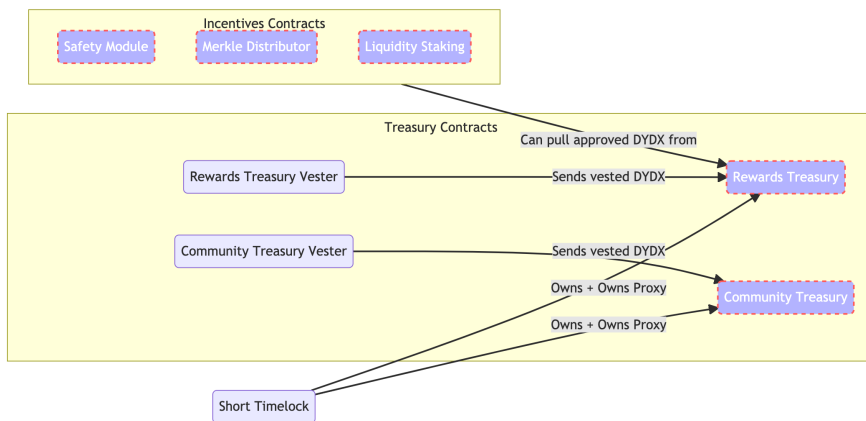 Incentives Contracts
Safety Module
Merkle Distributor
Liquidity Staking
Treasury Contracts
Can pull approved DYDX from
Rewards Treasury Vester
Sends vested DYDX
Rewards Treasury
Community Treasury Vester
Sends vested DYDX
Owns + Owns Proxy
Community Treasury
Owns + Owns Proxy
Short Timelock